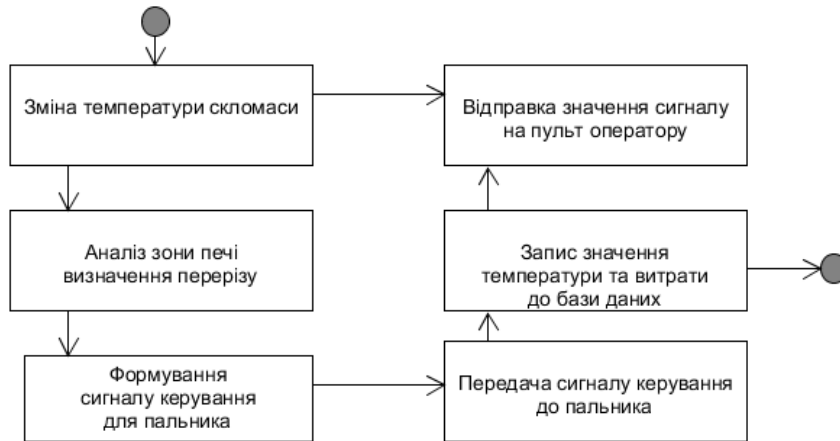 Зміна температури скломаси
Відправка значення сигналу
на пульт оператору
Аналіз зони печі
визначення перерізу
Запис значення
температури та витрати
до бази даних
Формування
сигналу керування
для пальника
Передача сигналу керування
до пальника